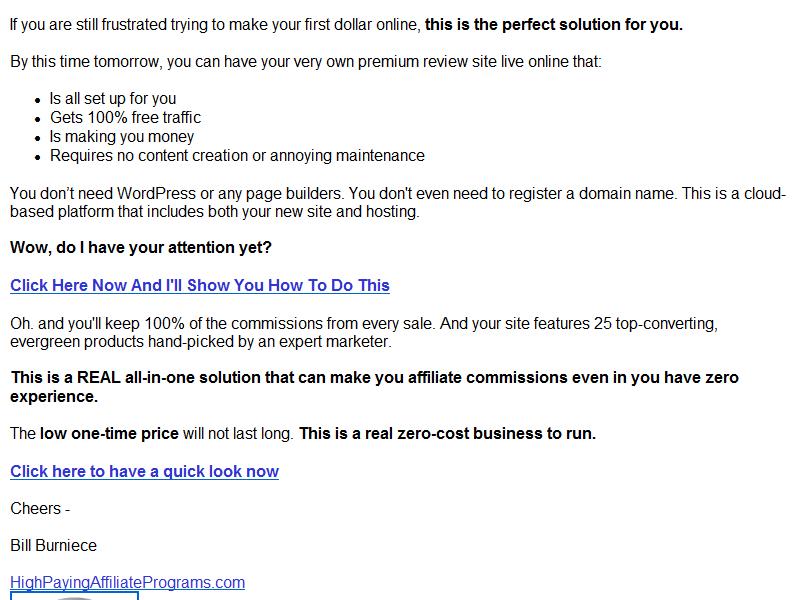 If you are still frustrated trying to make your first dollar online, this is the perfect solution for you.
By this time tomorrow, you can have your very own premium review site live online that:
• Is all set up for you
• Gets 100% free traffic
• Is making you money
• Requires no content creation or annoying maintenance
You don’t need WordPress or any page builders. You don't even need to register a domain name. This is a cloud-
based platform that includes both your new site and hosting.
Wow, do I have your attention yet?
Click Here Now And I'll Show You How To Do This
Oh. and you'll keep 100% of the commissions from every sale. And your site features 25 top-converting,
evergreen products hand-picked by an expert marketer.
This is a REAL all-in-one solution that can make you affiliate commissions even in you have zero
experience.
The low one-time price will not last long. This is a real zero-cost business to run.
Click here to have a quick look now
Cheers -
Bill Burniece
HighPayingAffiliatePrograms.com